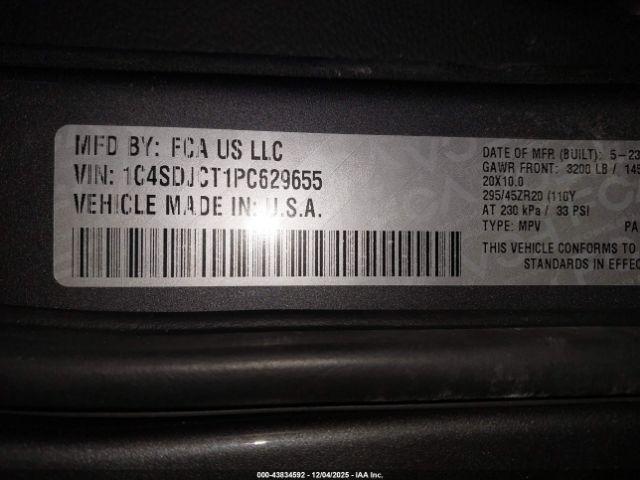 MFD BY: FCA US LLC
VIN: 1C4SDJCT1PC629655
VEHICLE MADE IN: U.S.A.
DATE OF MFR (BUILT): 5-23
GAWR FRONT: 3200 LB / 145
20X10.0
295/45ZR20 (110Y
AT 230 kPa / 33 PSI
TYPE: MPV PA
THIS VEHICLE CONFORMS TO
STANDARDS IN EFFEC
000-43834592 - 12/04/2025 - IAA Inc.